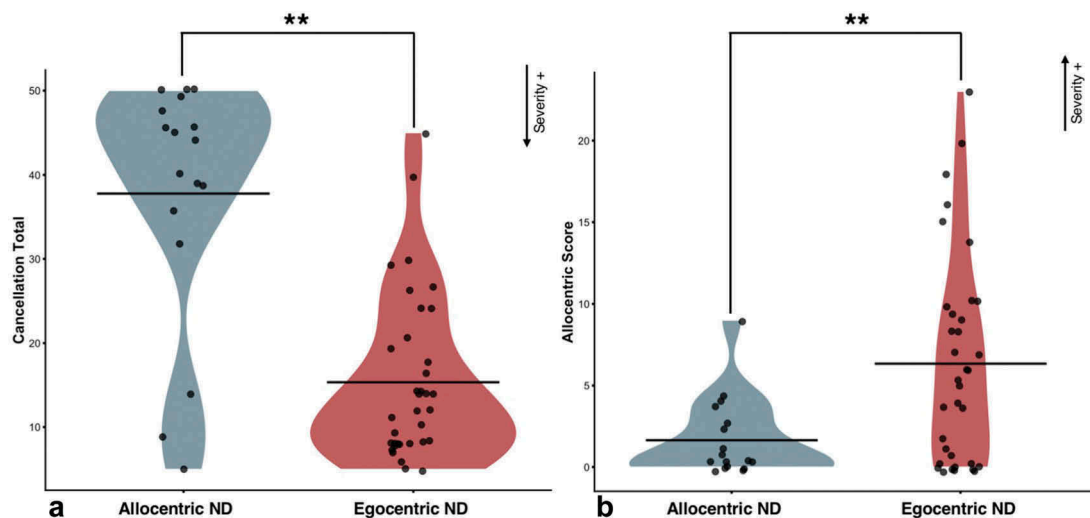 **
Severity +
Cancellation Total
50
40
30
20
10
Allocentric ND
Egocentric ND
a
**
Severity +
Allocentric Score
20
15
10
5
0
Allocentric ND
Egocentric ND
b